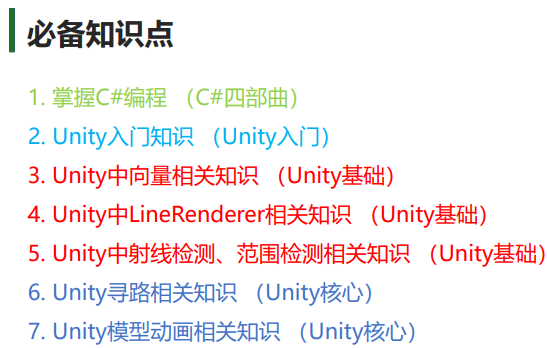 必备知识点
1. 掌握C#编程 （C#四部曲）
2. Unity入门知识 （Unity入门）
3. Unity中向量相关知识 （Unity基础）
4. Unity中LineRenderer相关知识 （Unity基础）
5. Unity中射线检测、范围检测相关知识 （Unity基础）
6. Unity寻路相关知识 （Unity核心）
7. Unity模型动画相关知识 （Unity核心）